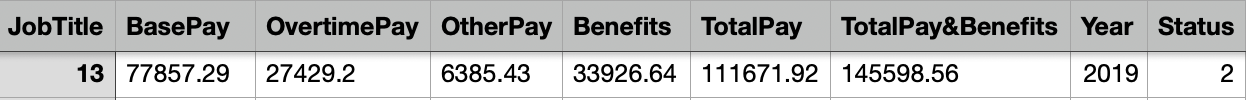 JobTitle BasePay OvertimePay OtherPay Benefits TotalPay TotalPay&Benefits Year Status
13 77857.29 27429.2 6385.43 33926.64 111671.92 145598.56 2019 2